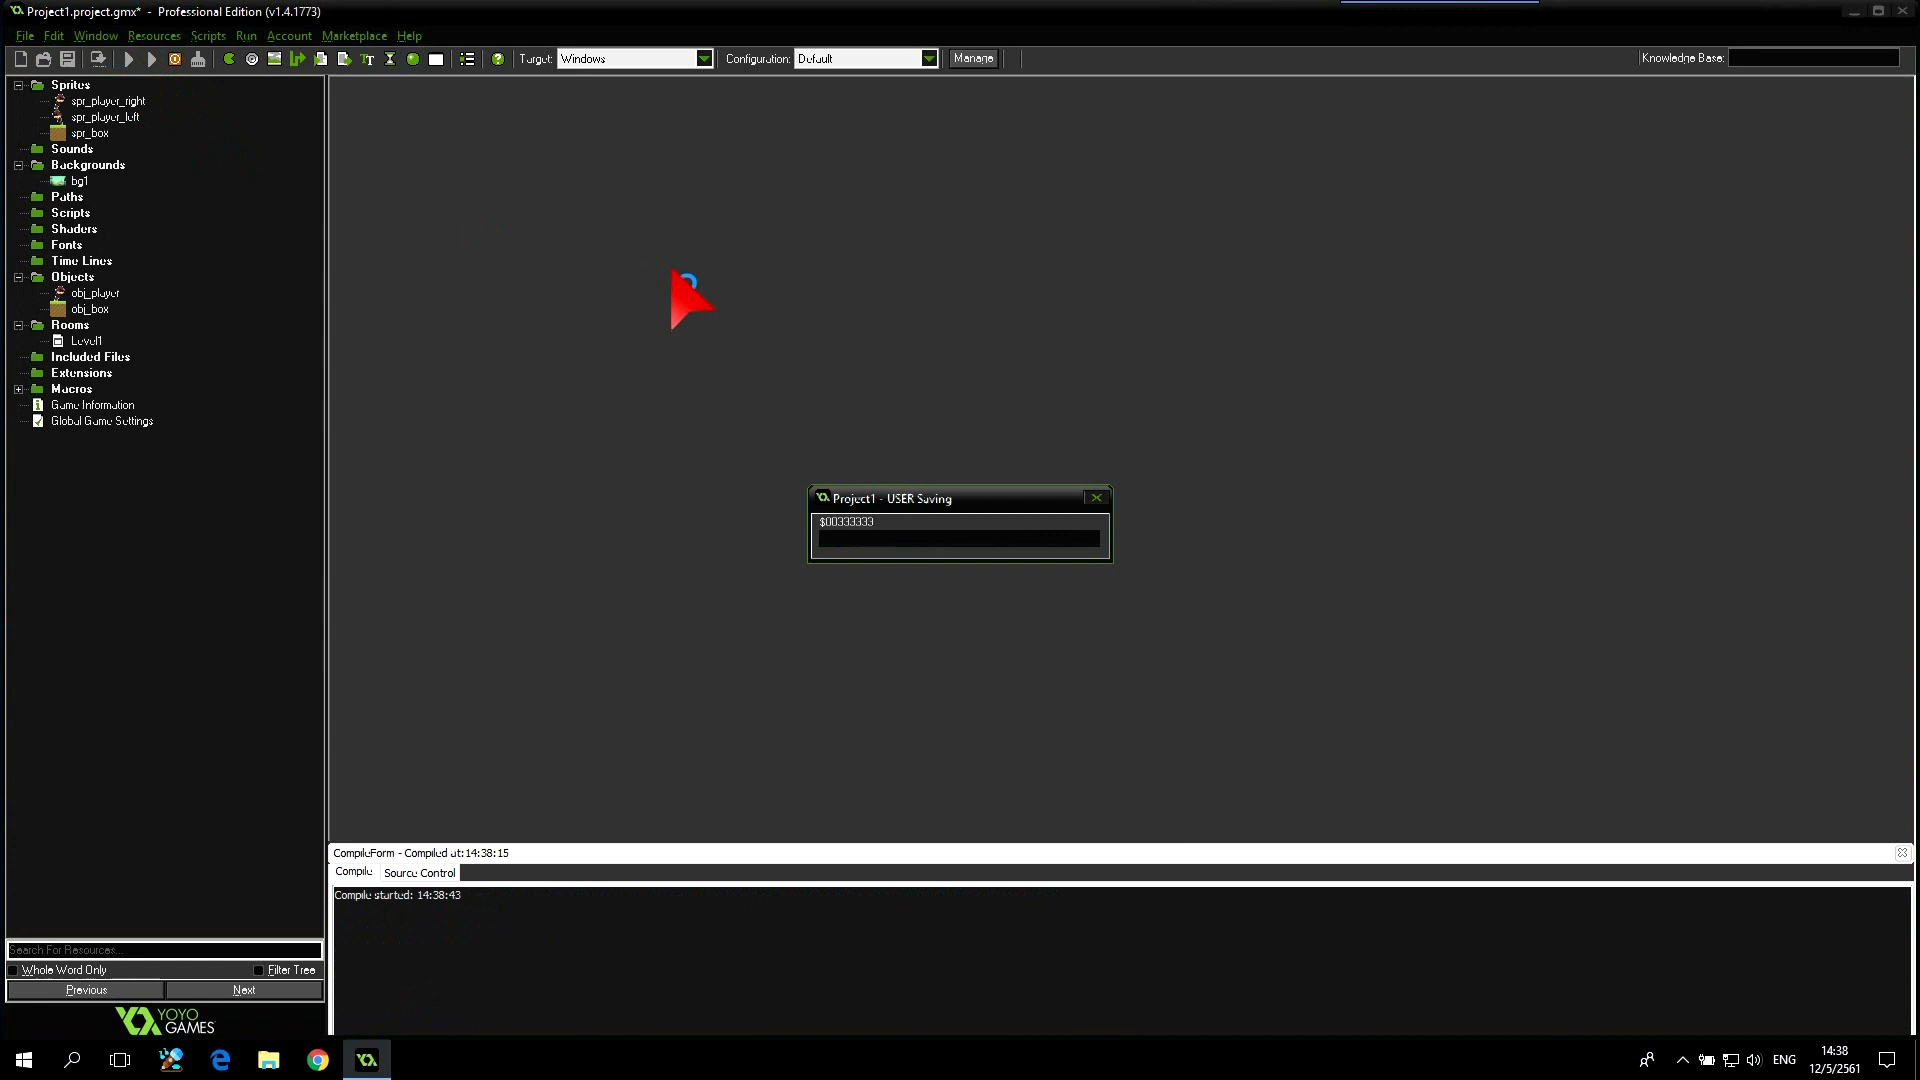 Project1.project.gmx* - Professional Edition (v1.4.1773)
File Edit Window Resources Scripts Run Account Marketplace Help
Target: Windows Configuration: Default Manage Knowledge Base:
Sprites
spr_player_right
spr_player_left
spr_box
Sounds
Backgrounds
bg1
Paths
Scripts
Shaders
Fonts
Time Lines
Objects
obj_player
obj_box
Rooms
Level1
Included Files
Extensions
Macros
Game Information
Global Game Settings
Project1 - USER Saving
$00333333
CompileForm - Compiled at:14:38:15
Compile Source Control
Compile started: 14:38:43
Search For Resources...
Whole Word Only Filter Tree
Previous Next
YOYO
GAMES
ENG
14:38
12/5/2561